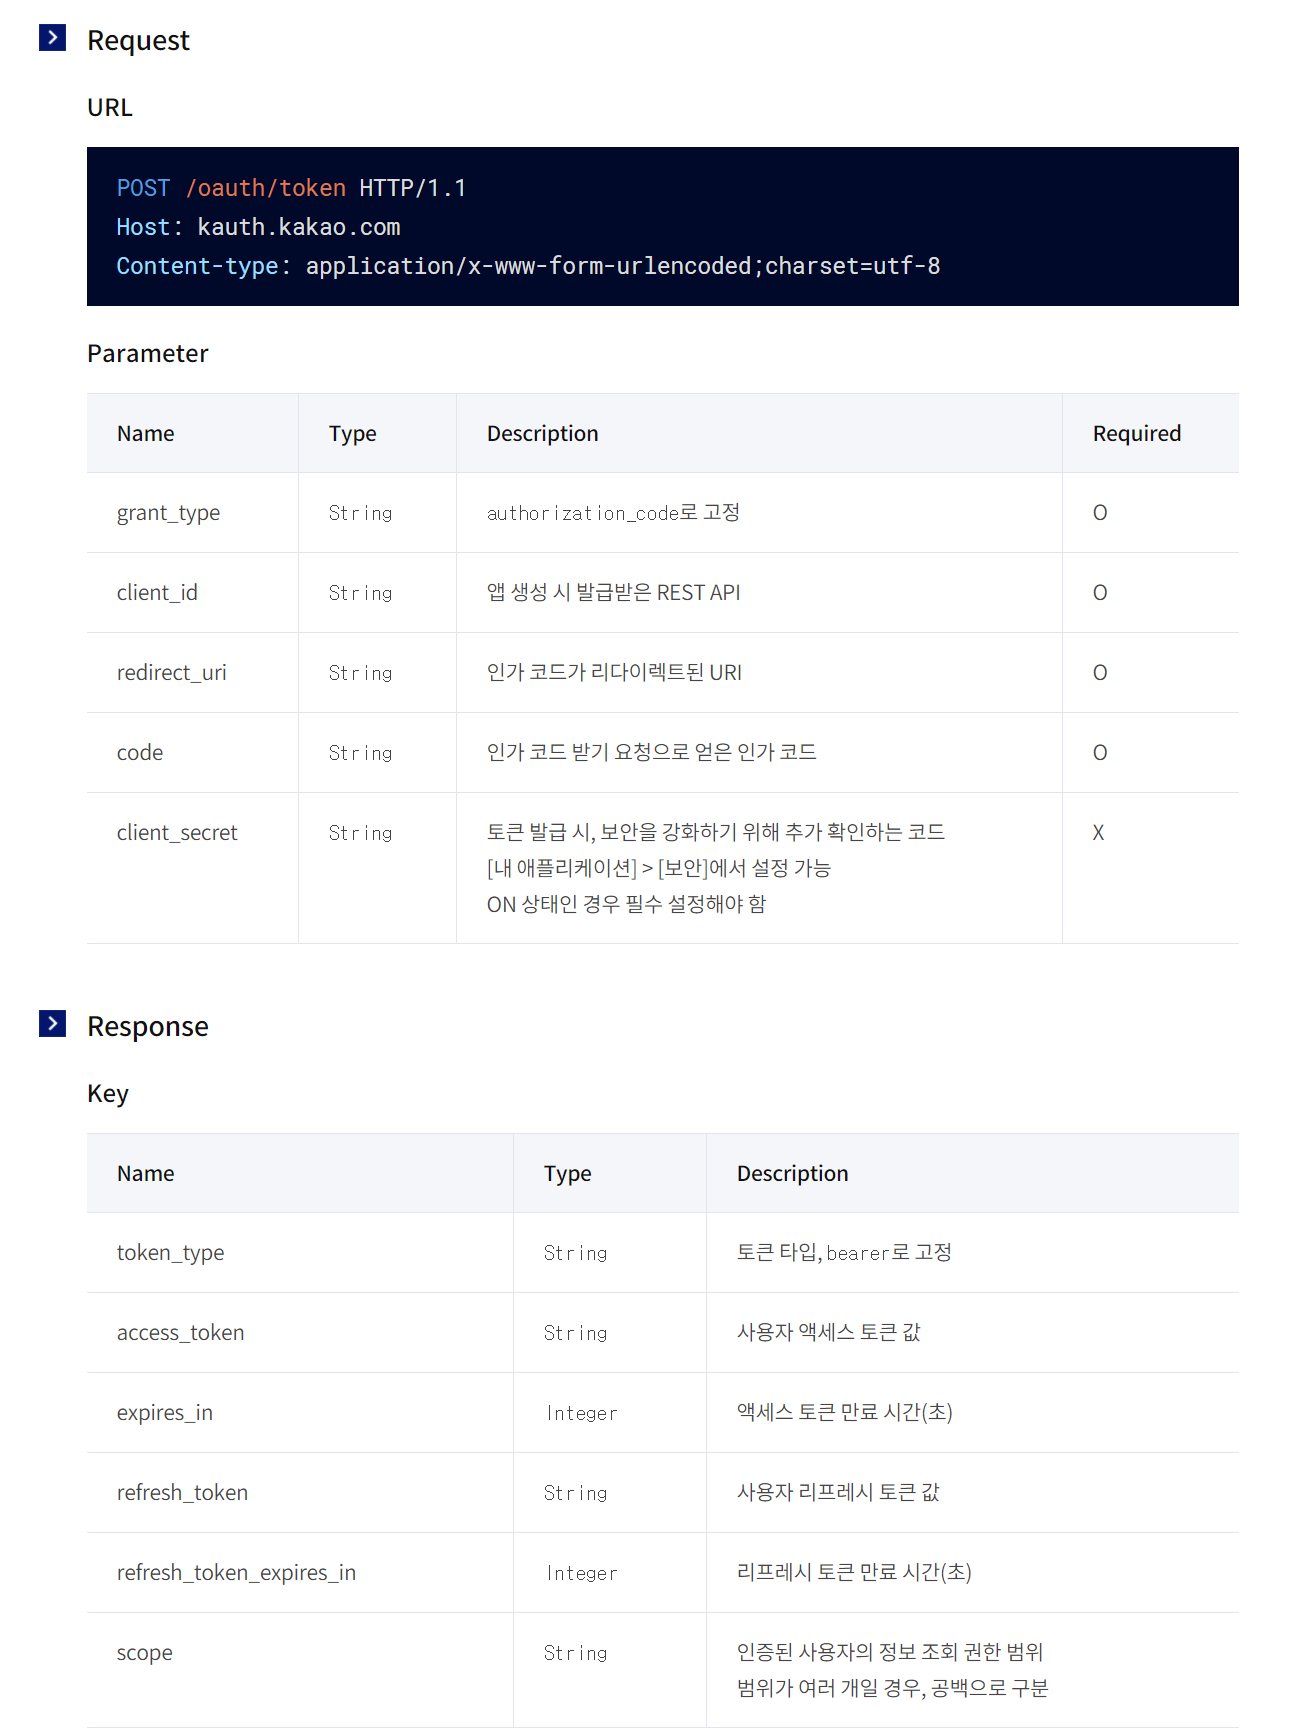 Request
URL
POST /oauth/token HTTP/1.1
Host: kauth.kakao.com
Content-type: application/x-www-form-urlencoded;charset=utf-8
Parameter
Name Type Description Required
grant_type String authorization_code로 고정 O
client_id String 앱 생성 시 발급받은 REST API O
redirect_uri String 인가 코드가 리다이렉트된 URI O
code String 인가 코드 받기 요청으로 얻은 인가 코드 O
client_secret String 토큰 발급 시, 보안을 강화하기 위해 추가 확인하는 코드 X
[내 애플리케이션] > [보안]에서 설정 가능
ON 상태인 경우 필수 설정해야 함
Response
Key
Name Type Description
token_type String 토큰 타입, bearer로 고정
access_token String 사용자 액세스 토큰 값
expires_in Integer 액세스 토큰 만료 시간(초)
refresh_token String 사용자 리프레시 토큰 값
refresh_token_expires_in Integer 리프레시 토큰 만료 시간(초)
scope String 인증된 사용자의 정보 조회 권한 범위
범위가 여러 개일 경우, 공백으로 구분